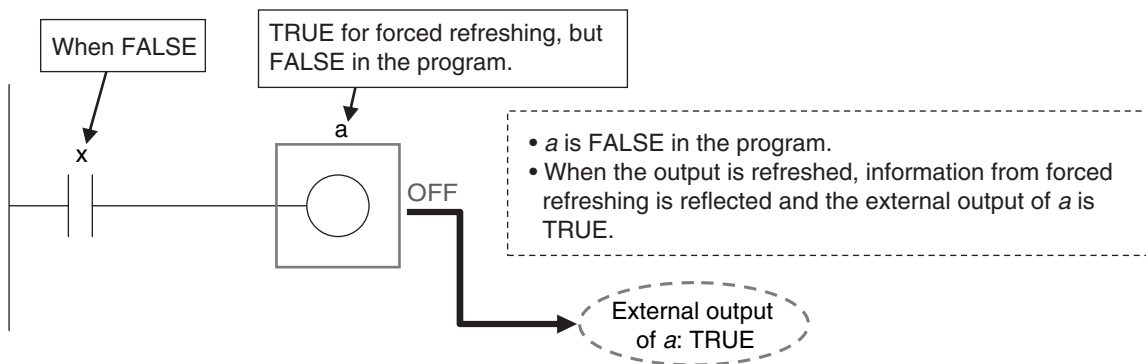 When FALSE
TRUE for forced refreshing, but
FALSE in the program.
x
a
OFF
• a is FALSE in the program.
• When the output is refreshed, information from forced
refreshing is reflected and the external output of a is
TRUE.
External output
of a: TRUE